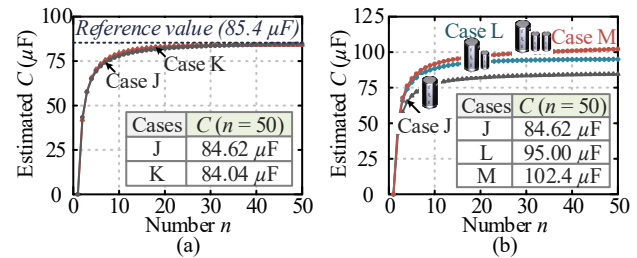 Reference value (85.4 μF)
Case K
Case J
Estimated C (μF)
100
75
50
25
0
0 10 20 30 40 50
Number n
(a)
Cases C (n = 50)
J 84.62 μF
K 84.04 μF
Case L
Case M
Case J
Estimated C (μF)
125
100
75
50
25
0
0 10 20 30 40 50
Number n
(b)
Cases C (n = 50)
J 84.62 μF
L 95.00 μF
M 102.4 μF